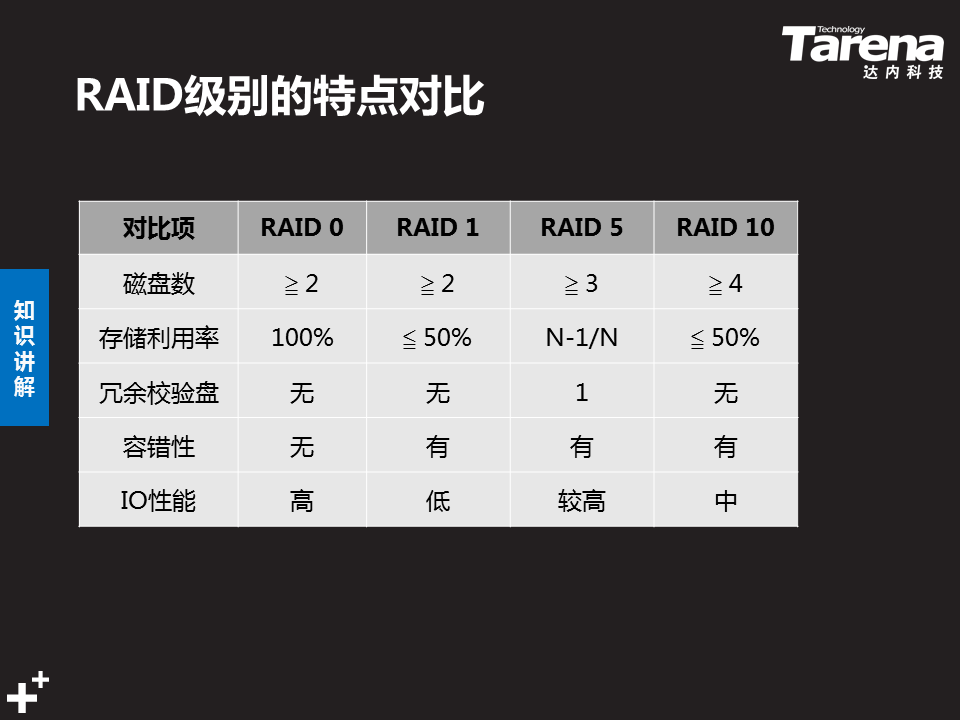 Technology
Tarena
达内科技
RAID级别的特点对比
知识讲解
对比项 RAID 0 RAID 1 RAID 5 RAID 10
磁盘数 ≧ 2 ≧ 2 ≧ 3 ≧ 4
存储利用率 100% ≦ 50% N-1/N ≦ 50%
冗余校验盘 无 无 1 无
容错性 无 有 有 有
IO性能 高 低 较高 中